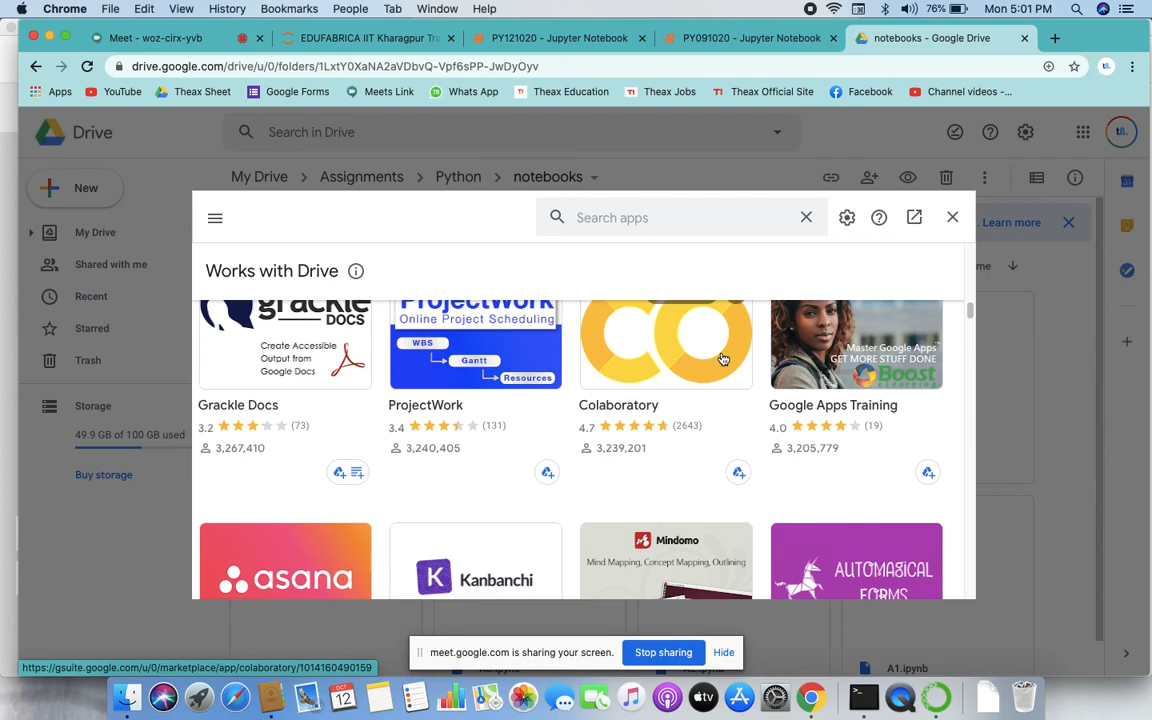 Chrome File Edit View History Bookmarks People Tab Window Help 76% Mon 5:01 PM
Meet - woz-cirx-yvb
EDUFABRICA IIT Kharagpur Tra
PY121020 - Jupyter Notebook
PY091020 - Jupyter Notebook
notebooks - Google Drive
drive.google.com/drive/u/0/folders/1LxtY0XaNA2aVDbvQ-Vpf6sPP-JwDyOyv
Apps YouTube Theax Sheet Google Forms Meets Link Whats App Theax Education Theax Jobs Theax Official Site Facebook Channel videos -...
Drive Search in Drive
New My Drive Assignments Python notebooks
Learn more
My Drive
Shared with me
Recent
Starred
Trash
Storage
49.9 GB of 100 GB used
Buy storage
me
Search apps
Works with Drive
grackle
DOCS
Create Accessible
Output from
Google Docs
ProjectWork
Online Project Scheduling
WBS
Gantt
Resources
Master Google Apps
GET MORE STUFF DONE
Boost
eLearning
Grackle Docs ProjectWork Colaboratory Google Apps Training
3.2 (73) 3.4 (131) 4.7 (2643) 4.0 (19)
3,267,410 3,240,405 3,239,201 3,205,779
asana
Kanbanchi
Mindomo
Mind Mapping, Concept Mapping, Outlining
AUTOMAGICAL
FORMS
meet.google.com is sharing your screen. Stop sharing Hide
https://gsuite.google.com/u/0/marketplace/app/colaboratory/1014160490159
A1.ipynb
OCT
12